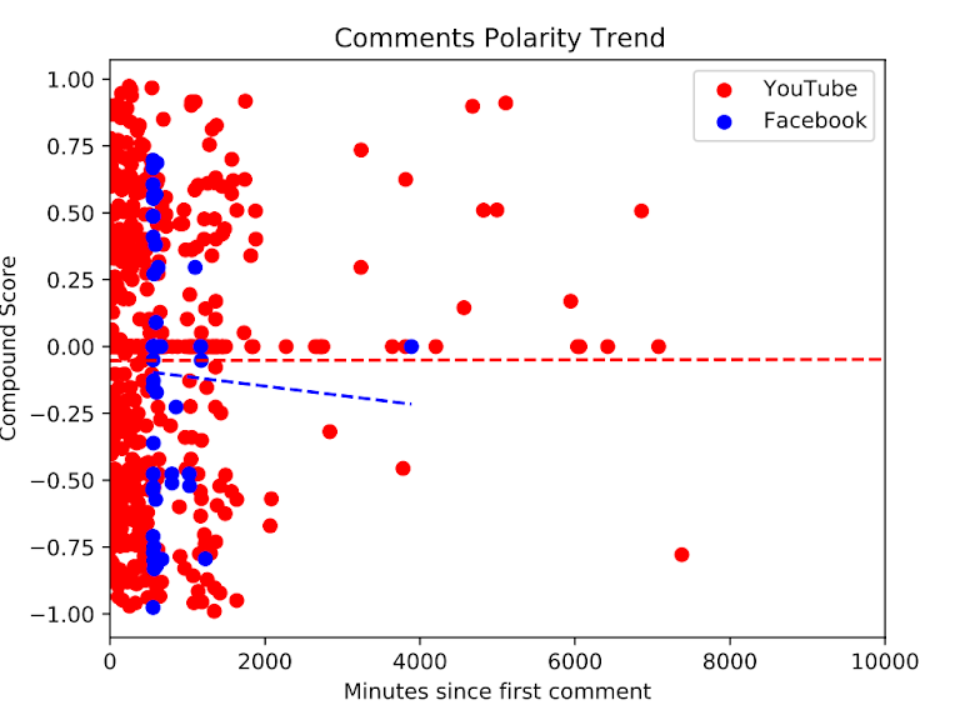 Comments Polarity Trend
YouTube
Facebook
1.00
0.75
0.50
0.25
0.00
−0.25
−0.50
−0.75
−1.00
Compound Score
0 2000 4000 6000 8000 10000
Minutes since first comment